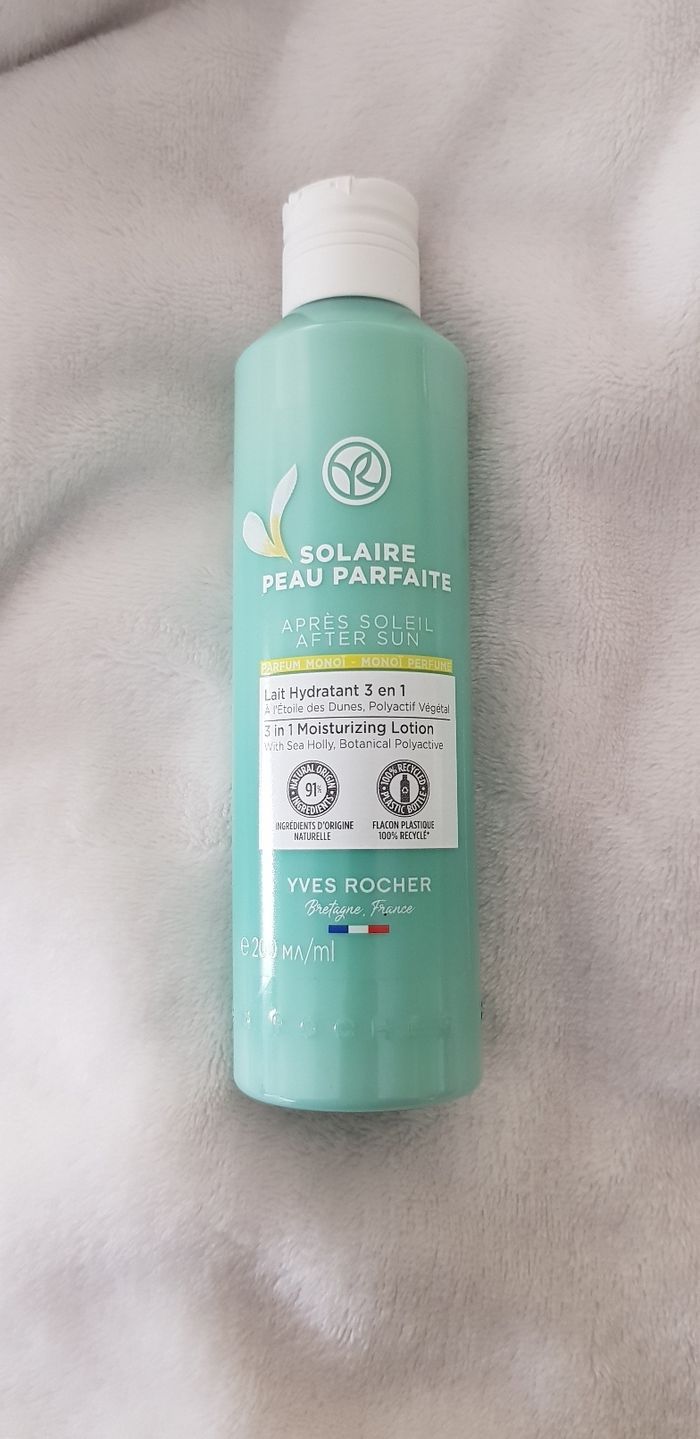 SOLAIRE
PEAU PARFAITE
APRÈS SOLEIL
AFTER SUN
PARFUM MONOÏ - MONOÏ PERFUME
Lait Hydratant 3 en 1
À l'Étoile des Dunes, Polyactif Végétal
3 in 1 Moisturizing Lotion
With Sea Holly, Botanical Polyactive
NATURAL ORIGIN
91%
INGREDIENTS
100% RECYCLED
PLASTIC BOTTLE
INGRÉDIENTS D'ORIGINE
NATURELLE
FLACON PLASTIQUE
100% RECYCLÉ*
YVES ROCHER
Bretagne, France
℮ 200 мл/ml
ROCHER